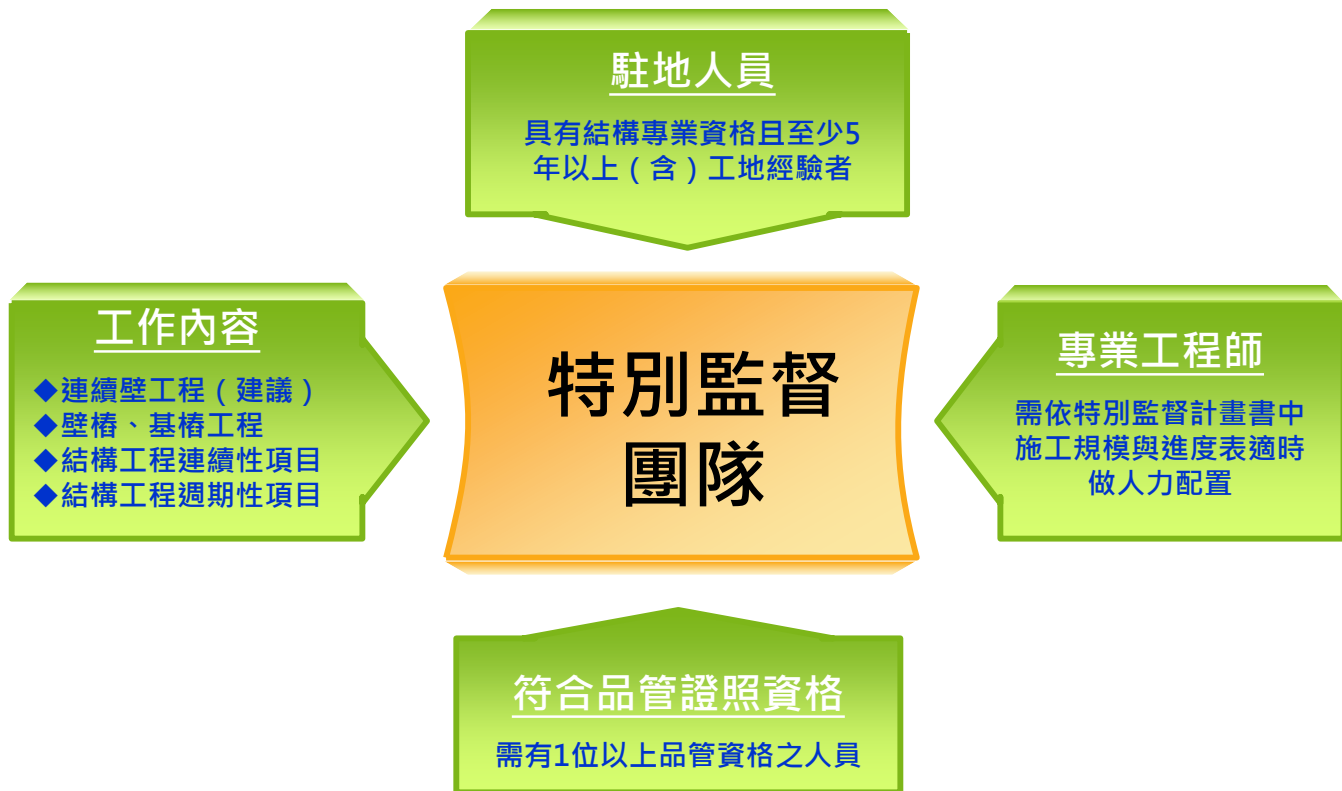 駐地人員
具有結構專業資格且至少5
年以上（含）工地經驗者
工作內容
◆連續壁工程（建議）
◆壁樁、基樁工程
◆結構工程連續性項目
◆結構工程週期性項目
特別監督
團隊
專業工程師
需依特別監督計畫書中
施工規模與進度表適時
做人力配置
符合品管證照資格
需有1位以上品管資格之人員